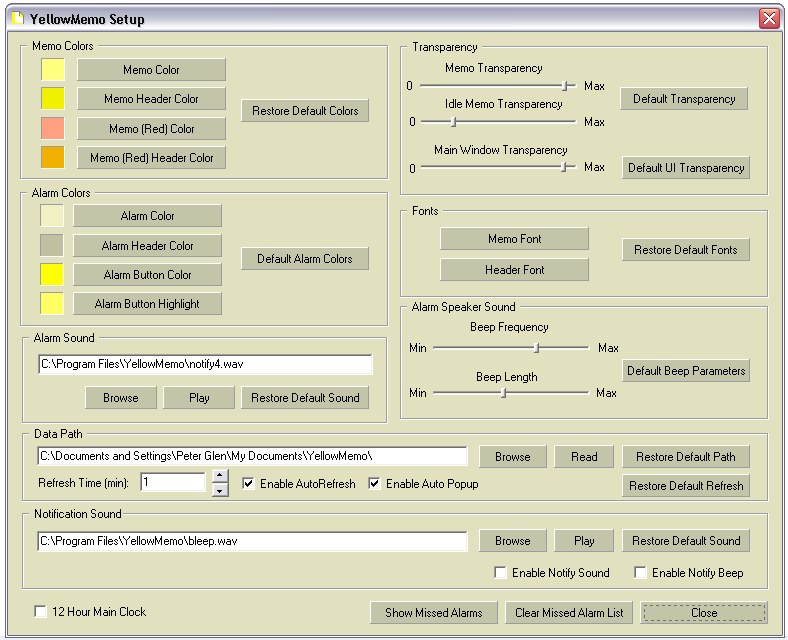 YellowMemo Setup
Memo Colors
Memo Color
Memo Header Color
Memo (Red) Color
Memo (Red) Header Color
Restore Default Colors
Alarm Colors
Alarm Color
Alarm Header Color
Alarm Button Color
Alarm Button Highlight
Default Alarm Colors
Alarm Sound
C:\Program Files\YellowMemo\notify4.wav
Browse
Play
Restore Default Sound
Transparency
Memo Transparency
0 Max
Idle Memo Transparency
0 Max
Default Transparency
Main Window Transparency
0 Max
Default UI Transparency
Fonts
Memo Font
Header Font
Restore Default Fonts
Alarm Speaker Sound
Beep Frequency
Min Max
Beep Length
Min Max
Default Beep Parameters
Data Path
C:\Documents and Settings\Peter Glen\My Documents\YellowMemo\
Browse
Read
Restore Default Path
Refresh Time (min):
1
Enable AutoRefresh
Enable Auto Popup
Restore Default Refresh
Notification Sound
C:\Program Files\YellowMemo\bleep.wav
Browse
Play
Restore Default Sound
Enable Notify Sound
Enable Notify Beep
12 Hour Main Clock
Show Missed Alarms
Clear Missed Alarm List
Close